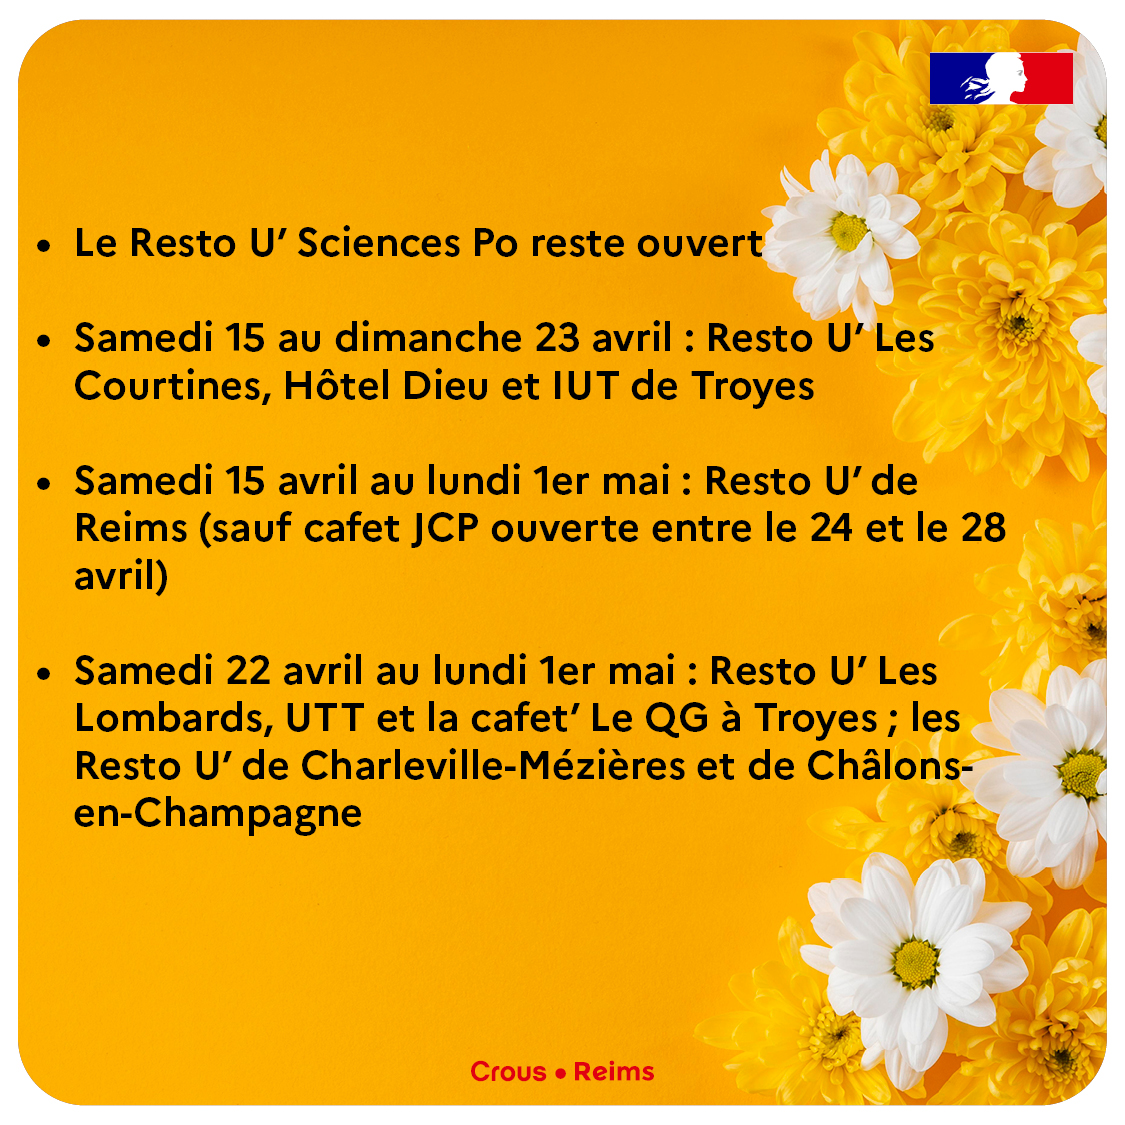 • Le Resto U’ Sciences Po reste ouvert
• Samedi 15 au dimanche 23 avril : Resto U’ Les
Courtines, Hôtel Dieu et IUT de Troyes
• Samedi 15 avril au lundi 1er mai : Resto U’ de
Reims (sauf cafet JCP ouverte entre le 24 et le 28
avril)
• Samedi 22 avril au lundi 1er mai : Resto U’ Les
Lombards, UTT et la cafet’ Le QG à Troyes ; les
Resto U’ de Charleville-Mézières et de Châlons-
en-Champagne
Crous • Reims